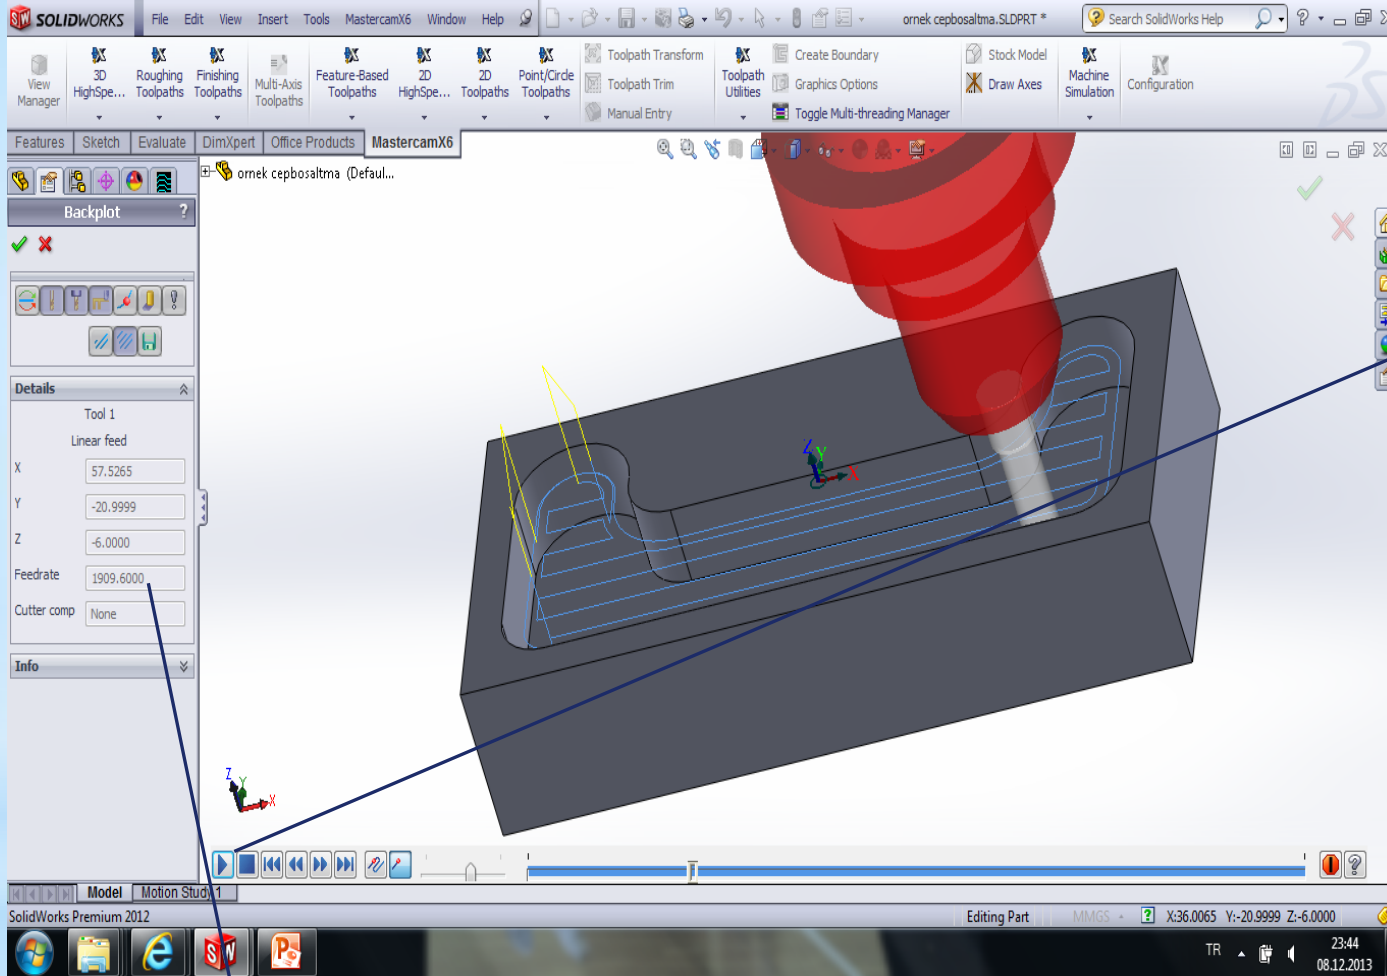 SOLIDWORKS File Edit View Insert Tools MastercamX6 Window Help ornek cepbosaltma.SLDPRT * Search SolidWorks Help
View Manager
3D HighSpe...
Roughing Toolpaths
Finishing Toolpaths
Multi-Axis Toolpaths
Feature-Based Toolpaths
2D HighSpe...
2D Toolpaths
Point/Circle Toolpaths
Toolpath Transform
Toolpath Trim
Manual Entry
Toolpath Utilities
Create Boundary
Graphics Options
Toggle Multi-threading Manager
Stock Model
Draw Axes
Machine Simulation
Configuration
Features Sketch Evaluate DimXpert Office Products MastercamX6
ornek cepbosaltma (Defaul...
Backplot ?
Details
Tool 1
Linear feed
X 57.5265
Y -20.9999
Z -6.0000
Feedrate 1909.6000
Cutter comp None
Info
Z Y X
Z Y X
Model Motion Study 1
SolidWorks Premium 2012 Editing Part MMGS X:36.0065 Y:-20.9999 Z:-6.0000
TR 23:44
08.12.2013